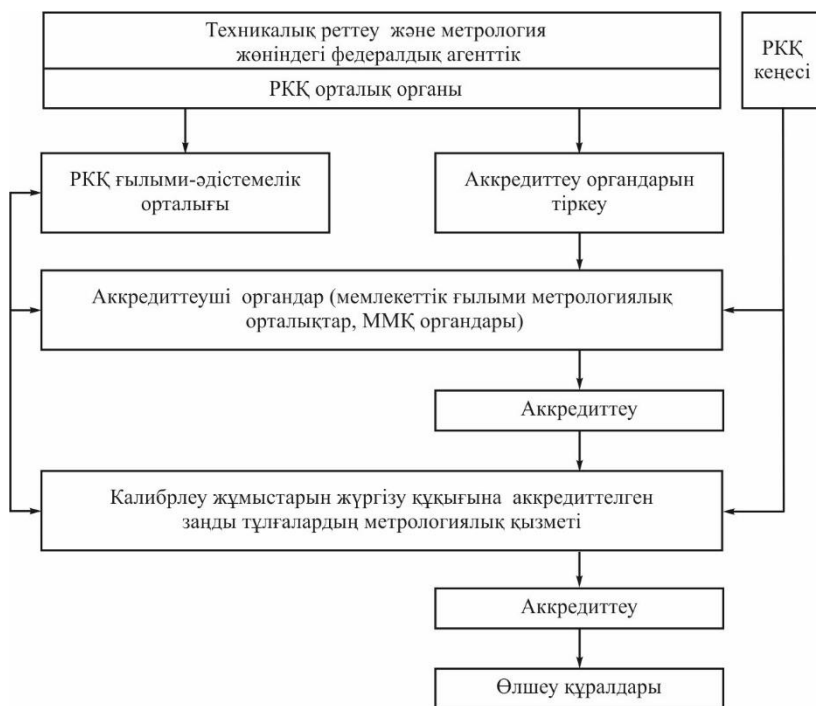 Техникалық реттеу және метрология
жөніндегі федералдық агенттік
РКҚ орталық органы
РКҚ
кеңесі
РКҚ ғылыми-әдістемелік
орталығы
Аккредиттеу органдарын
тіркеу
Аккредиттеуші органдар (мемлекеттік ғылыми метрологиялық
орталықтар, ММҚ органдары)
Аккредиттеу
Калибрлеу жұмыстарын жүргізу құқығына аккредиттелген
заңды тұлғалардың метрологиялық қызметі
Аккредиттеу
Өлшеу құралдары